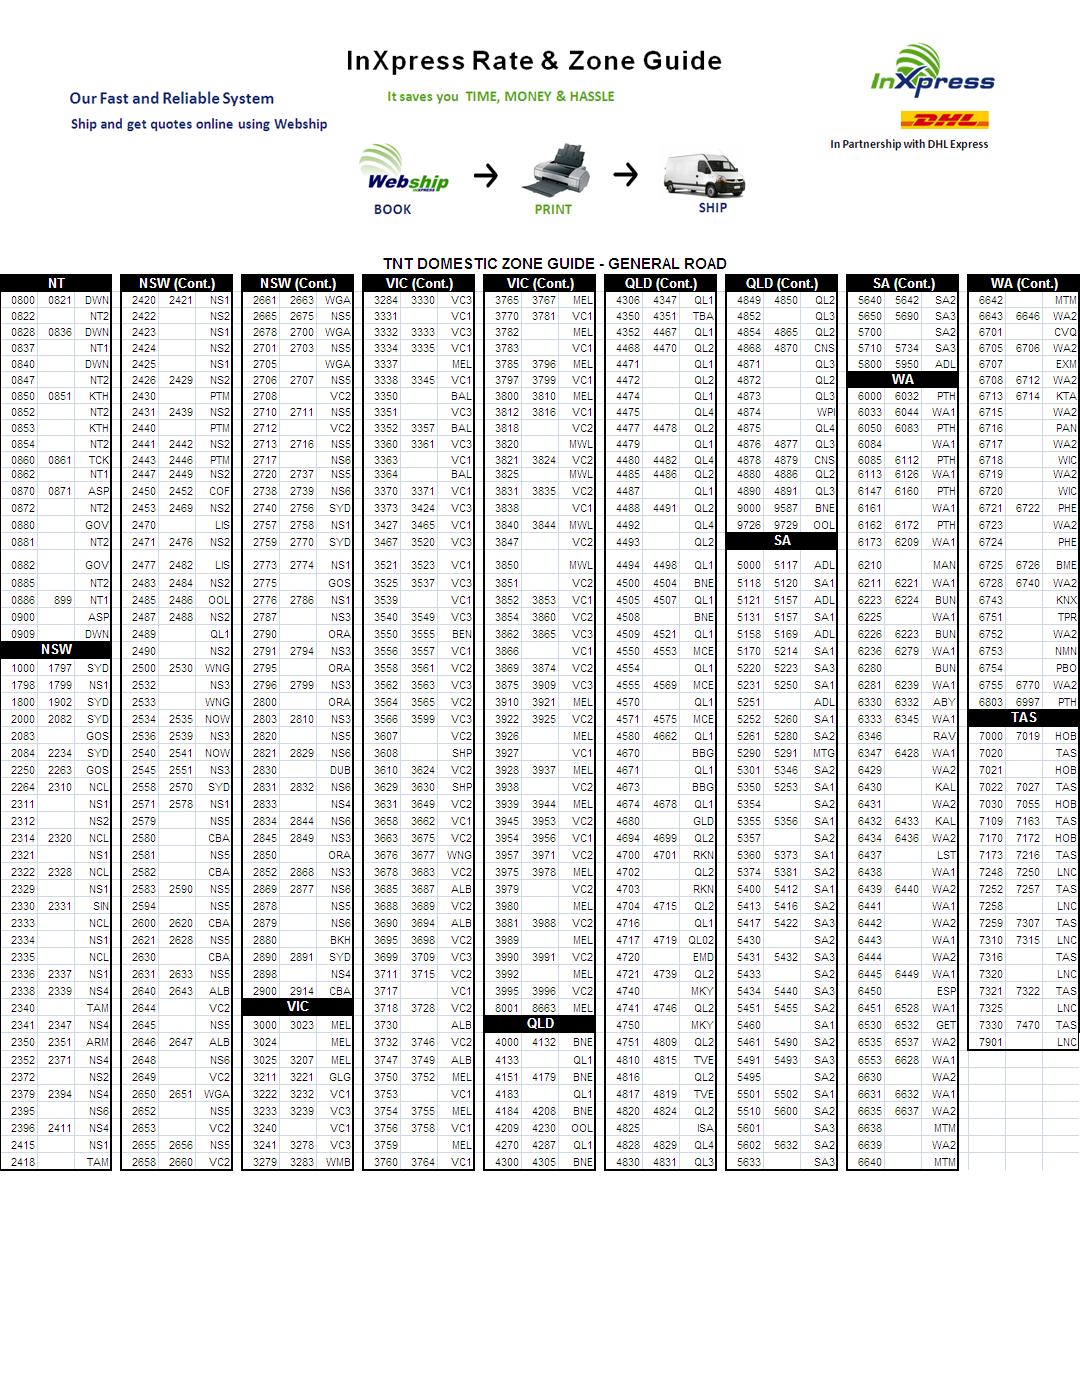 InXpress Rate & Zone Guide
Our Fast and Reliable System
It saves you TIME, MONEY & HASSLE
Ship and get quotes online using Webship
InXpress
DHL
In Partnership with DHL Express
Webship
INXPRESS
BOOK
PRINT
SHIP
TNT DOMESTIC ZONE GUIDE - GENERAL ROAD
NT
0800 0821 DWN
0822 NT2
0828 0836 DWN
0837 NT1
0840 DWN
0847 NT2
0850 0851 KTH
0852 NT2
0853 KTH
0854 NT2
0860 0861 TCK
0862 NT1
0870 0871 ASP
0872 NT2
0880 GOV
0881 NT2
0882 GOV
0885 NT2
0886 899 NT1
0900 ASP
0909 DWN
NSW
1000 1797 SYD
1798 1799 NS1
1800 1902 SYD
2000 2082 SYD
2083 GOS
2084 2234 SYD
2250 2263 GOS
2264 2310 NCL
2311 NS1
2312 NS2
2314 2320 NCL
2321 NS1
2322 2328 NCL
2329 NS1
2330 2331 SIN
2333 NCL
2334 NS1
2335 NCL
2336 2337 NS1
2338 2339 NS4
2340 TAM
2341 2347 NS4
2350 2351 ARM
2352 2371 NS4
2372 NS2
2379 2394 NS4
2395 NS6
2396 2411 NS4
2415 NS1
2418 TAM
NSW (Cont.)
2420 2421 NS1
2422 NS2
2423 NS1
2424 NS2
2425 NS1
2426 2429 NS2
2430 PTM
2431 2439 NS2
2440 PTM
2441 2442 NS2
2443 2446 PTM
2447 2449 NS2
2450 2452 COF
2453 2469 NS2
2470 LIS
2471 2476 NS2
2477 2482 LIS
2483 2484 NS2
2485 2486 OOL
2487 2488 NS2
2489 QL1
2490 NS2
2500 2530 WNG
2532 NS3
2533 WNG
2534 2535 NOW
2536 2539 NS3
2540 2541 NOW
2545 2551 NS3
2558 2570 SYD
2571 2578 NS1
2579 NS5
2580 CBA
2581 NS5
2582 CBA
2583 2590 NS5
2594 NS5
2600 2620 CBA
2621 2628 NS5
2630 CBA
2631 2633 NS5
2640 2643 ALB
2644 VC2
2645 NS5
2646 2647 ALB
2648 NS6
2649 VC2
2650 2651 WGA
2652 NS5
2653 VC2
2655 2656 NS5
2658 2660 VC2
NSW (Cont.)
2661 2663 WGA
2665 2675 NS5
2678 2700 WGA
2701 2703 NS5
2705 WGA
2706 2707 NS5
2708 VC2
2710 2711 NS5
2712 VC2
2713 2716 NS5
2717 NS6
2720 2737 NS5
2738 2739 NS6
2740 2756 SYD
2757 2758 NS1
2759 2770 SYD
2773 2774 NS1
2775 GOS
2776 2786 NS1
2787 NS3
2790 ORA
2791 2794 NS3
2795 ORA
2796 2799 NS3
2800 ORA
2803 2810 NS3
2820 NS5
2821 2829 NS6
2830 DUB
2831 2832 NS6
2833 NS4
2834 2844 NS6
2845 2849 NS3
2850 ORA
2852 2868 NS3
2869 2877 NS6
2878 NS5
2879 NS6
2880 BKH
2890 2891 SYD
2898 NS4
2900 2914 CBA
VIC
3000 3023 MEL
3024 MEL
3025 3207 MEL
3211 3221 GLG
3222 3232 VC1
3233 3239 VC3
3240 VC1
3241 3278 VC3
3279 3283 WMB
VIC (Cont.)
3284 3330 VC3
3331 VC1
3332 3333 VC3
3334 3335 VC1
3337 MEL
3338 3345 VC1
3350 BAL
3351 VC3
3352 3357 BAL
3360 3361 VC3
3363 VC1
3364 BAL
3370 3371 VC1
3373 3424 VC3
3427 3465 VC1
3467 3520 VC3
3521 3523 VC1
3525 3537 VC3
3539 VC1
3540 3549 VC3
3550 3555 BEN
3556 3557 VC1
3558 3561 VC2
3562 3563 VC3
3564 3565 VC2
3566 3599 VC3
3607 VC2
3608 SHP
3610 3624 VC2
3629 3630 SHP
3631 3649 VC2
3658 3662 VC1
3663 3675 VC2
3676 3677 WNG
3678 3683 VC2
3685 3687 ALB
3688 3689 VC2
3690 3694 ALB
3695 3698 VC2
3699 3709 VC3
3711 3715 VC2
3717 VC1
3718 3728 VC2
3730 ALB
3732 3746 VC2
3747 3749 ALB
3750 3752 MEL
3753 VC1
3754 3755 MEL
3756 3758 VC1
3759 MEL
3760 3764 VC1
VIC (Cont.)
3765 3767 MEL
3770 3781 VC1
3782 MEL
3783 VC1
3785 3796 MEL
3797 3799 VC1
3800 3810 MEL
3812 3816 VC1
3818 VC2
3820 MWL
3821 3824 VC2
3825 MWL
3831 3835 VC2
3838 VC1
3840 3844 MWL
3847 VC2
3850 MWL
3851 VC2
3852 3853 VC1
3854 3860 VC2
3862 3865 VC3
3866 VC1
3869 3874 VC2
3875 3909 VC3
3910 3921 MEL
3922 3925 VC2
3926 MEL
3927 VC1
3928 3937 MEL
3938 VC2
3939 3944 MEL
3945 3953 VC2
3954 3956 VC1
3957 3971 VC2
3975 3978 MEL
3979 VC2
3980 MEL
3881 3988 VC2
3989 MEL
3990 3991 VC2
3992 MEL
3995 3996 VC2
8001 8663 MEL
QLD
4000 4132 BNE
4133 QL1
4151 4179 BNE
4183 QL1
4184 4208 BNE
4209 4230 OOL
4270 4287 QL1
4300 4305 BNE
QLD (Cont.)
4306 4347 QL1
4350 4351 TBA
4352 4467 QL1
4468 4470 QL2
4471 QL1
4472 QL2
4474 QL1
4475 QL4
4477 4478 QL2
4479 QL1
4480 4482 QL4
4485 4486 QL2
4487 QL1
4488 4491 QL2
4492 QL4
4493 QL2
4494 4498 QL1
4500 4504 BNE
4505 4507 QL1
4508 BNE
4509 4521 QL1
4550 4553 MCE
4554 QL1
4555 4569 MCE
4570 QL1
4571 4575 MCE
4580 4662 QL1
4670 BBG
4671 QL1
4673 BBG
4674 4678 QL1
4680 GLD
4694 4699 QL2
4700 4701 RKN
4702 QL2
4703 RKN
4704 4715 QL2
4716 QL1
4717 4719 QL02
4720 EMD
4721 4739 QL2
4740 MKY
4741 4746 QL2
4750 MKY
4751 4809 QL2
4810 4815 TVE
4816 QL2
4817 4819 TVE
4820 4824 QL2
4825 ISA
4828 4829 QL4
4830 4831 QL3
QLD (Cont.)
4849 4850 QL2
4852 QL3
4854 4865 QL2
4868 4870 CNS
4871 QL3
4872 QL2
4873 QL3
4874 WPI
4875 QL4
4876 4877 QL3
4878 4879 CNS
4880 4886 QL2
4890 4891 QL3
9000 9587 BNE
9726 9729 OOL
SA
5000 5117 ADL
5118 5120 SA1
5121 5157 ADL
5131 5157 SA1
5158 5169 ADL
5170 5214 SA1
5220 5223 SA3
5231 5250 SA1
5251 ADL
5252 5260 SA1
5261 5280 SA2
5290 5291 MTG
5301 5346 SA2
5350 5253 SA1
5354 SA2
5355 5356 SA1
5357 SA2
5360 5373 SA1
5374 5381 SA2
5400 5412 SA1
5413 5416 SA2
5417 5422 SA3
5430 SA2
5431 5432 SA3
5433 SA2
5434 5440 SA3
5451 5455 SA2
5460 SA1
5461 5490 SA2
5491 5493 SA3
5495 SA2
5501 5502 SA1
5510 5600 SA2
5601 SA3
5602 5632 SA2
5633 SA3
SA (Cont.)
5640 5642 SA2
5650 5690 SA3
5700 SA2
5710 5734 SA3
5800 5950 ADL
WA
6000 6032 PTH
6033 6044 WA1
6050 6083 PTH
6084 WA1
6085 6112 PTH
6113 6126 WA1
6147 6160 PTH
6161 WA1
6162 6172 PTH
6173 6209 WA1
6210 MAN
6211 6221 WA1
6223 6224 BUN
6225 WA1
6226 6223 BUN
6236 6279 WA1
6280 BUN
6281 6239 WA1
6330 6332 ABY
6333 6345 WA1
6346 RAV
6347 6428 WA1
6429 WA2
6430 KAL
6431 WA2
6432 6433 KAL
6434 6436 WA2
6437 LST
6438 WA1
6439 6440 WA2
6441 WA1
6442 WA2
6443 WA1
6444 WA2
6445 6449 WA1
6450 ESP
6451 6528 WA1
6530 6532 GET
6535 6537 WA2
6553 6628 WA1
6630 WA2
6631 6632 WA1
6635 6637 WA2
6638 MTM
6639 WA2
6640 MTM
WA (Cont.)
6642 MTM
6643 6646 WA2
6701 CVQ
6705 6706 WA2
6707 EXM
6708 6712 WA2
6713 6714 KTA
6715 WA2
6716 PAN
6717 WA2
6718 WIC
6719 WA2
6720 WIC
6721 6722 PHE
6723 WA2
6724 PHE
6725 6726 BME
6728 6740 WA2
6743 KNX
6751 TPR
6752 WA2
6753 NMN
6754 PBO
6755 6770 WA2
6803 6997 PTH
TAS
7000 7019 HOB
7020 TAS
7021 HOB
7022 7027 TAS
7030 7055 HOB
7109 7163 TAS
7170 7172 HOB
7173 7216 TAS
7248 7250 LNC
7252 7257 TAS
7258 LNC
7259 7307 TAS
7310 7315 LNC
7316 TAS
7320 LNC
7321 7322 TAS
7325 LNC
7330 7470 TAS
7901 LNC